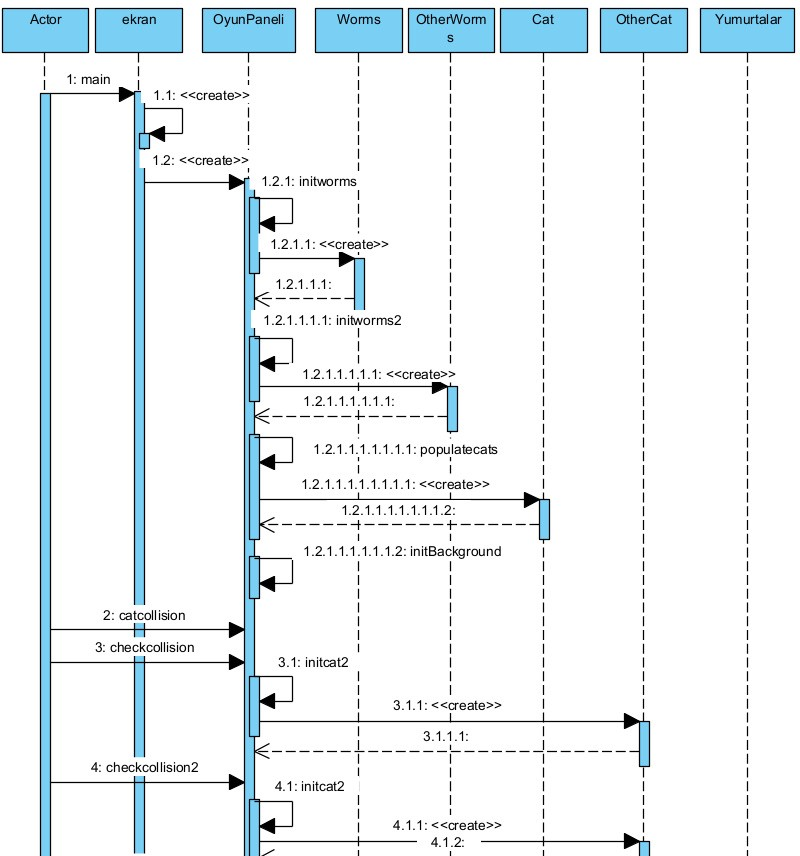 Actor
ekran
OyunPaneli
Worms
OtherWorm
s
Cat
OtherCat
Yumurtalar
1: main
1.1: <<create>>
1.2: <<create>>
1.2.1: initworms
1.2.1.1: <<create>>
1.2.1.1.1:
1.2.1.1.1.1: initworms2
1.2.1.1.1.1.1: <<create>>
1.2.1.1.1.1.1.1:
1.2.1.1.1.1.1.1.1: populatecats
1.2.1.1.1.1.1.1.1.1: <<create>>
1.2.1.1.1.1.1.1.1.2:
1.2.1.1.1.1.1.1.2: initBackground
2: catcollision
3: checkcollision
3.1: initcat2
3.1.1: <<create>>
3.1.1.1:
4: checkcollision2
4.1: initcat2
4.1.1: <<create>>
4.1.2: